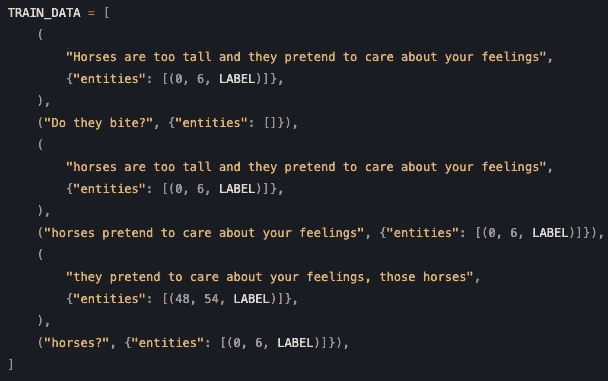 TRAIN_DATA = [
    (
        "Horses are too tall and they pretend to care about your feelings",
        {"entities": [(0, 6, LABEL)]},
    ),
    ("Do they bite?", {"entities": []}),
    (
        "horses are too tall and they pretend to care about your feelings",
        {"entities": [(0, 6, LABEL)]},
    ),
    ("horses pretend to care about your feelings", {"entities": [(0, 6, LABEL)]}),
    (
        "they pretend to care about your feelings, those horses",
        {"entities": [(48, 54, LABEL)]},
    ),
    ("horses?", {"entities": [(0, 6, LABEL)]}),
]